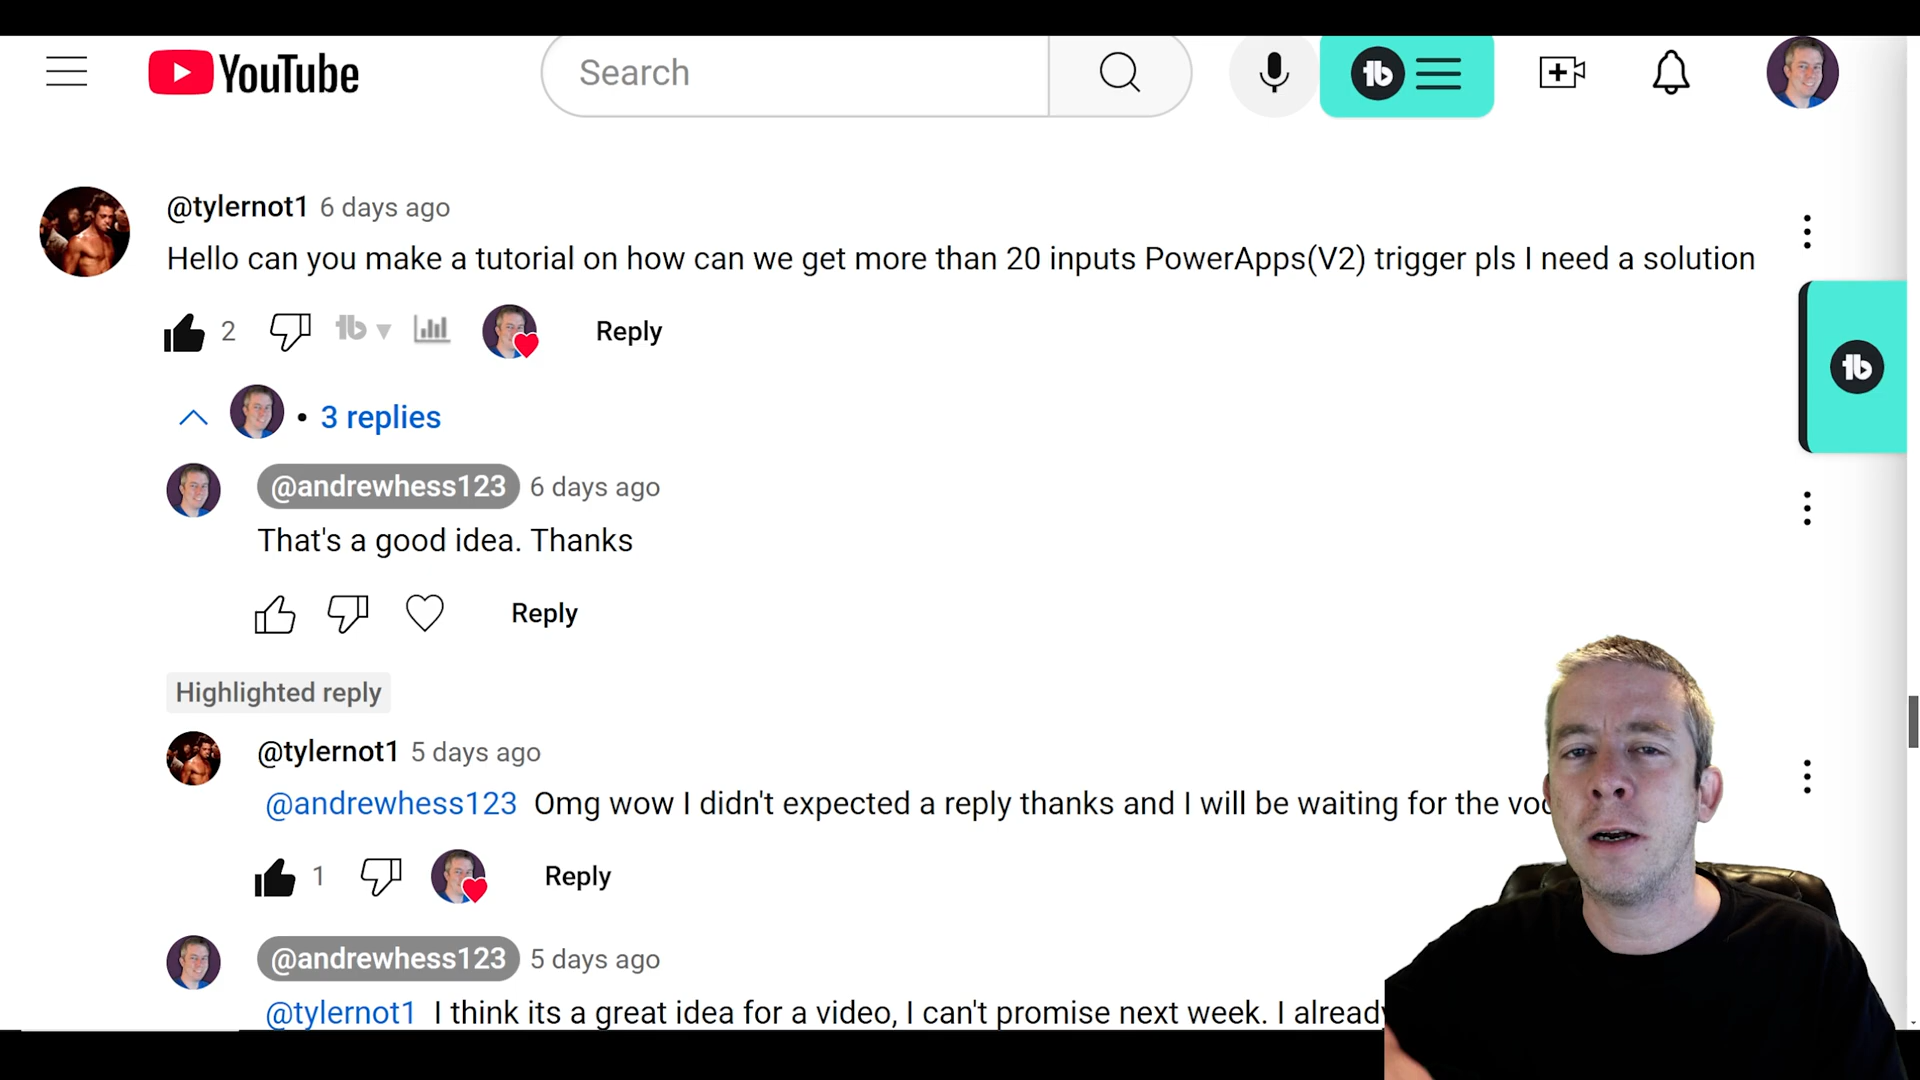 YouTube
Search
@tylernot1 6 days ago
Hello can you make a tutorial on how can we get more than 20 inputs PowerApps(V2) trigger pls I need a solution
2
Reply
• 3 replies
@andrewhess123 6 days ago
That's a good idea. Thanks
Reply
Highlighted reply
@tylernot1 5 days ago
@andrewhess123 Omg wow I didn't expected a reply thanks and I will be waiting for the
1
Reply
@andrewhess123 5 days ago
@tylernot1 I think its a great idea for a video, I can't promise next week. I already